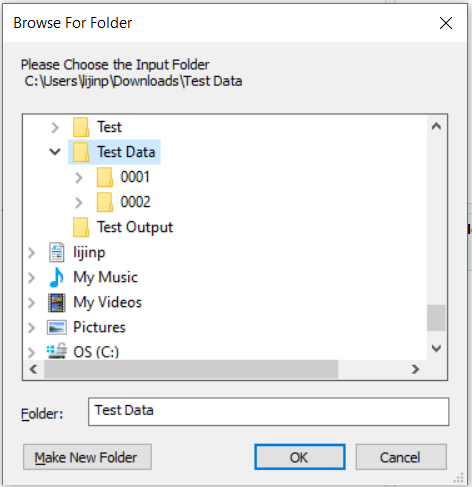 Browse For Folder
Please Choose the Input Folder
C:\Users\lijinp\Downloads\Test Data
Test
Test Data
0001
0002
Test Output
lijinp
My Music
My Videos
Pictures
OS (C:)
Folder: Test Data
Make New Folder OK Cancel